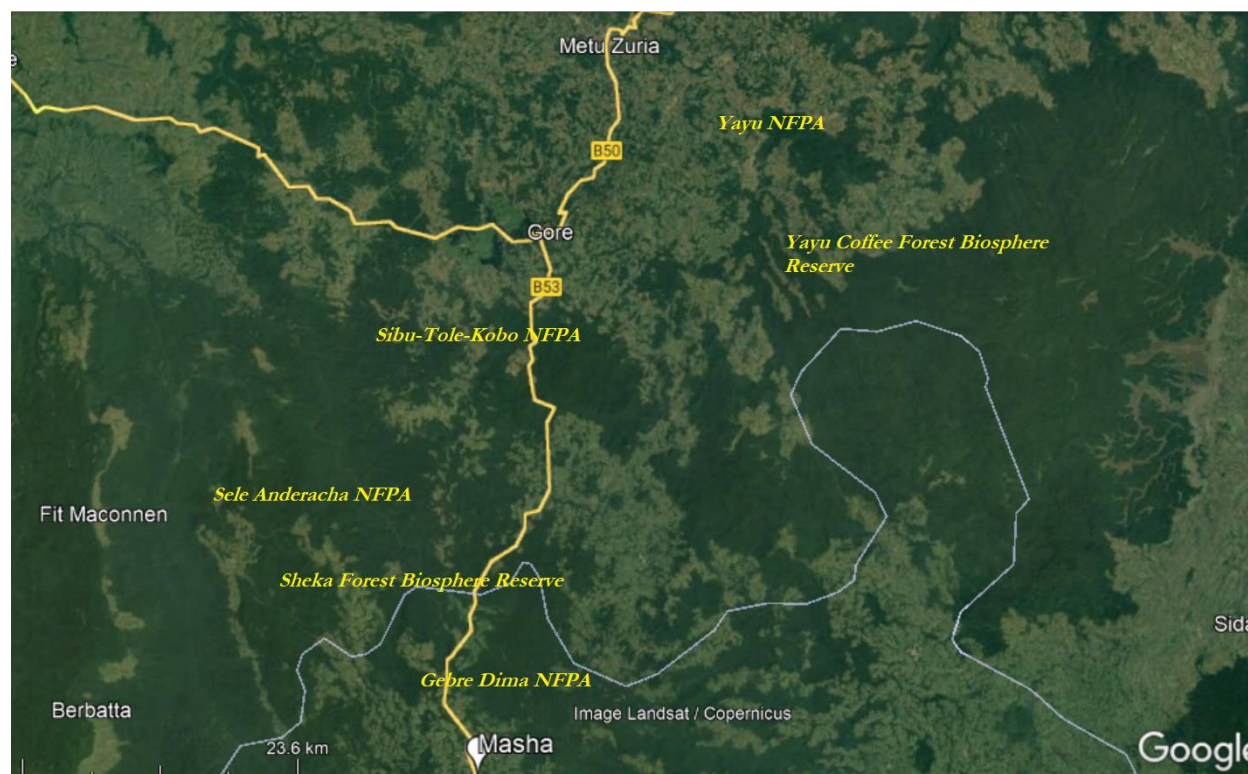 Metu Zuria
e
Yayu NFPA
B50
Gore
Yayu Coffee Forest Biosphere
Reserve
B53
Sibu-Tole-Kobo NFPA
Sele Anderacha NFPA
Fit Maconnen
Sheka Forest Biosphere Reserve
Sida
Gebre Dima NFPA
Berbatta
Image Landsat / Copernicus
23.6 km
Masha
Google